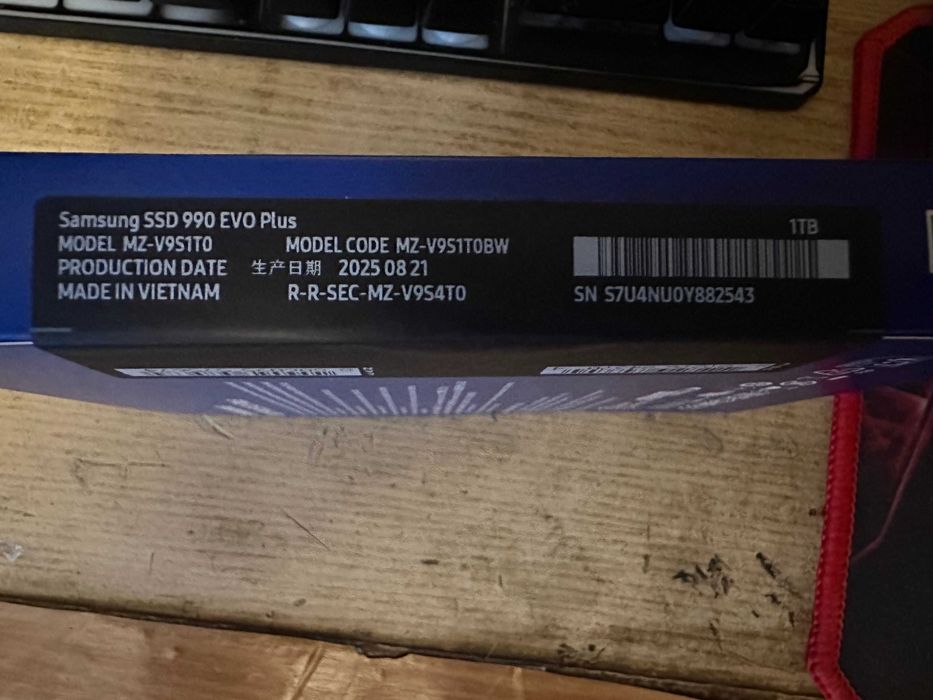 Samsung SSD 990 EVO Plus
1TB
MODEL MZ-V9S1T0 MODEL CODE MZ-V9S1T0BW
PRODUCTION DATE 生产日期 2025 08 21
MADE IN VIETNAM R-R-SEC-MZ-V9S4T0
SN S7U4NU0Y882543